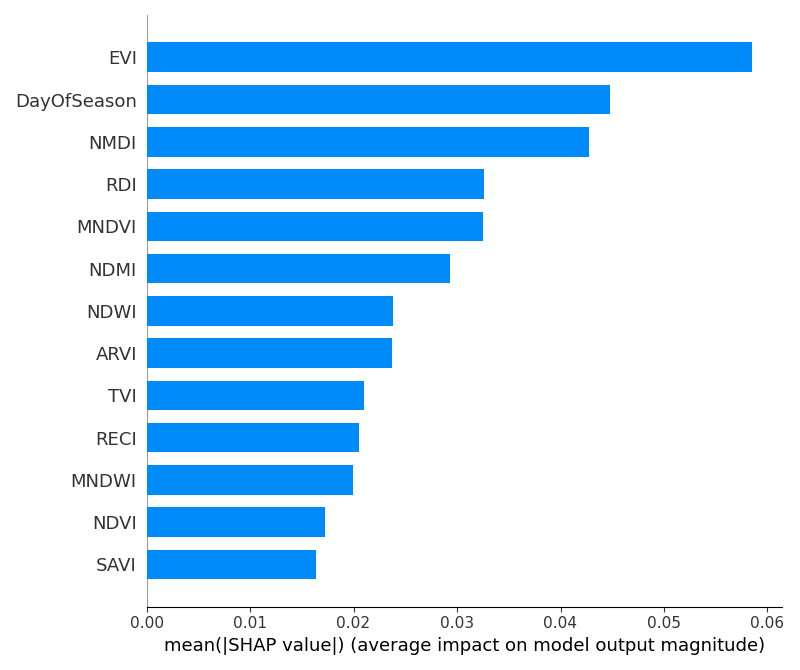 EVI
DayOfSeason
NMDI
RDI
MNDVI
NDMI
NDWI
ARVI
TVI
RECI
MNDWI
NDVI
SAVI
0.00 0.01 0.02 0.03 0.04 0.05 0.06
mean(|SHAP value|) (average impact on model output magnitude)